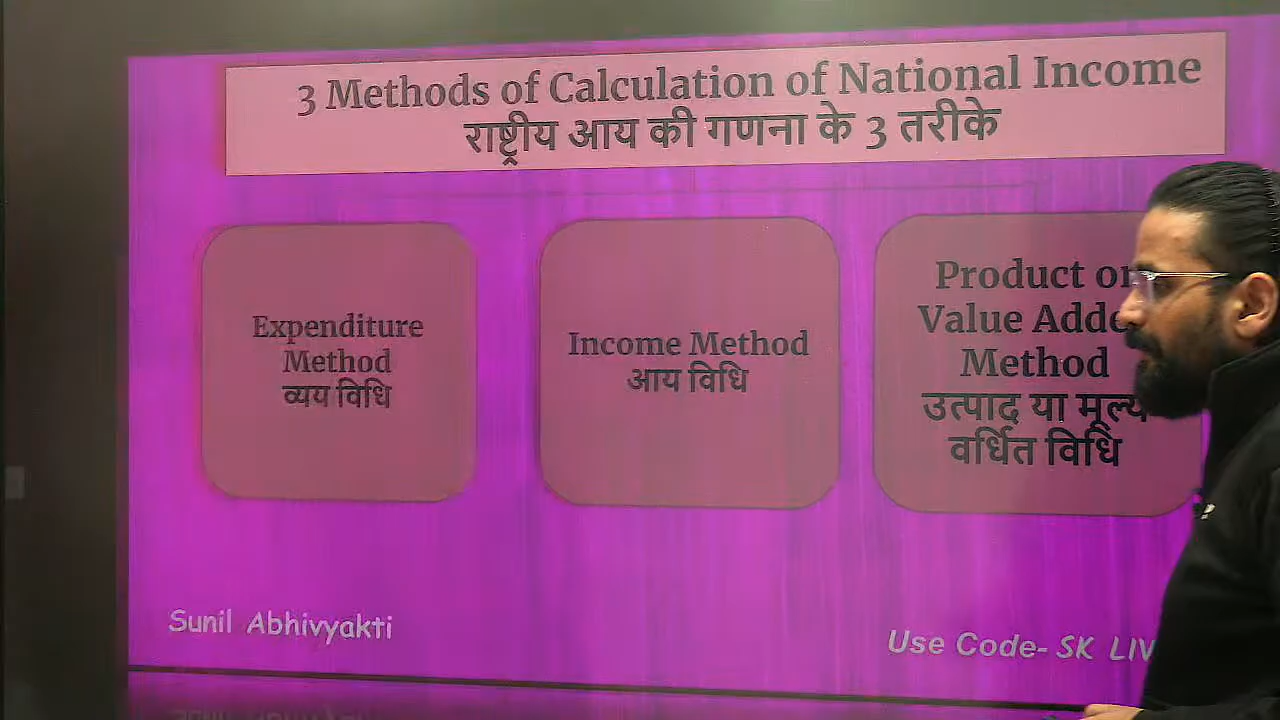 3 Methods of Calculation of National Income
राष्ट्रीय आय की गणना के 3 तरीके
Expenditure
Method
व्यय विधि
Income Method
आय विधि
Product or
Value Adde
Method
उत्पाद या मूल्य
वर्धित विधि
Sunil Abhivyakti
Use Code- SK LIV